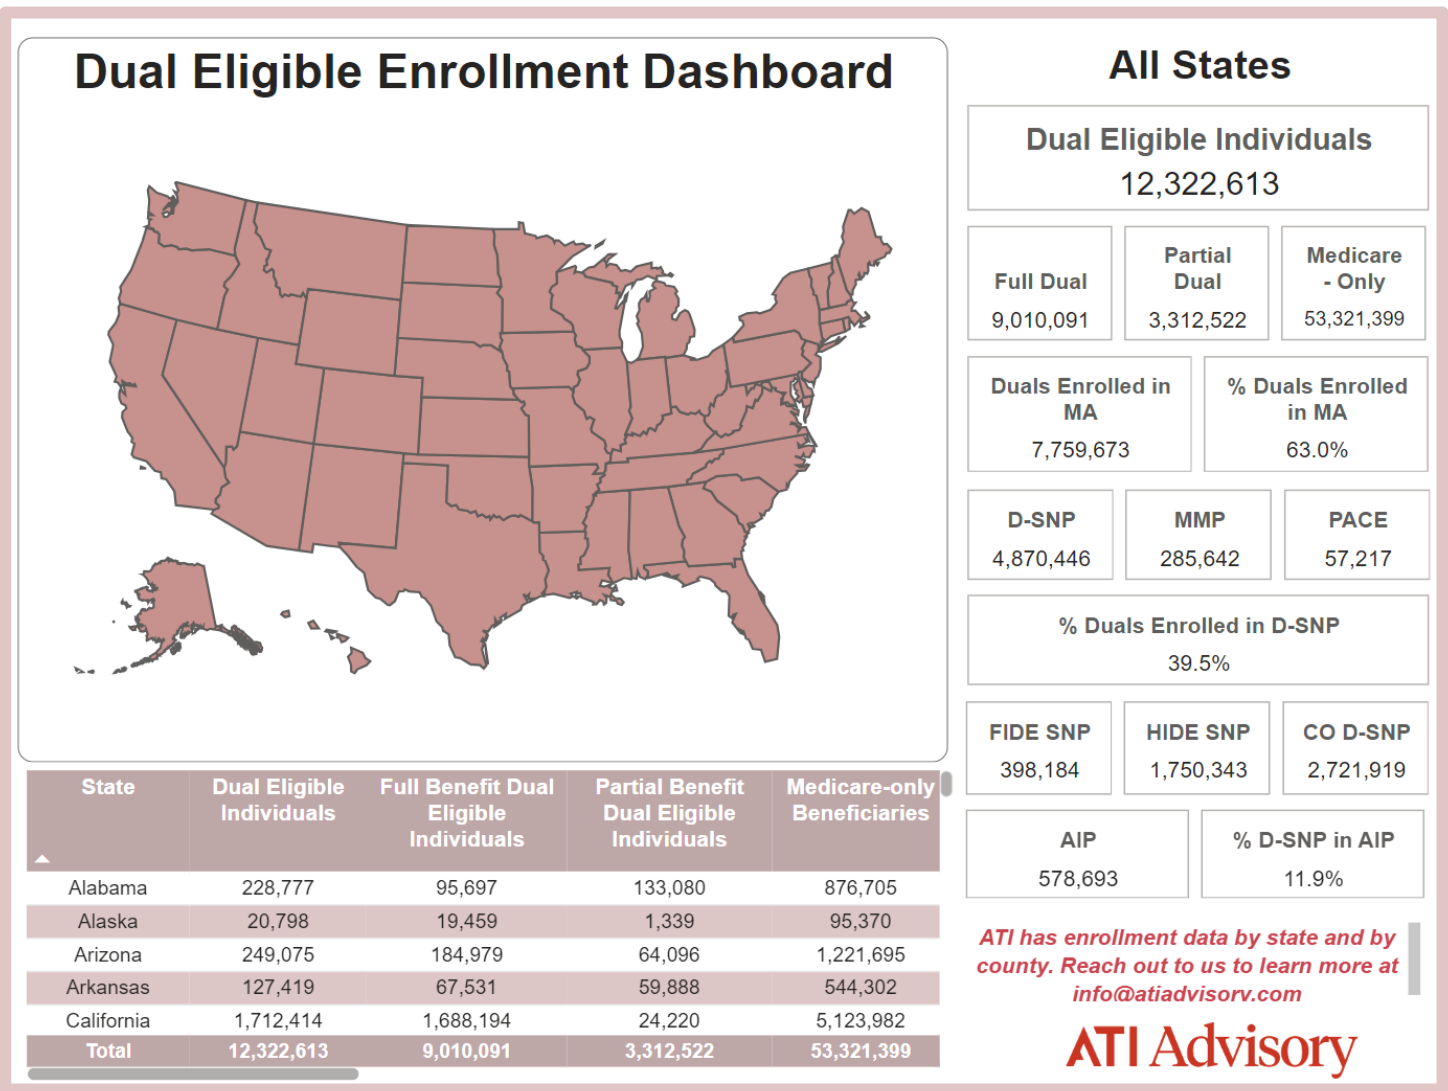 Dual Eligible Enrollment Dashboard
All States
Dual Eligible Individuals
12,322,613
Full Dual
9,010,091
Partial
Dual
3,312,522
Medicare
- Only
53,321,399
Duals Enrolled in
MA
7,759,673
% Duals Enrolled
in MA
63.0%
D-SNP
4,870,446
MMP
285,642
PACE
57,217
% Duals Enrolled in D-SNP
39.5%
FIDE SNP
398,184
HIDE SNP
1,750,343
CO D-SNP
2,721,919
AIP
578,693
% D-SNP in AIP
11.9%
ATI has enrollment data by state and by
county. Reach out to us to learn more at
info@atiadvisory.com
ATI Advisory
State Dual Eligible Individuals Full Benefit Dual Eligible Individuals Partial Benefit Dual Eligible Individuals Medicare-only Beneficiaries
Alabama 228,777 95,697 133,080 876,705
Alaska 20,798 19,459 1,339 95,370
Arizona 249,075 184,979 64,096 1,221,695
Arkansas 127,419 67,531 59,888 544,302
California 1,712,414 1,688,194 24,220 5,123,982
Total 12,322,613 9,010,091 3,312,522 53,321,399